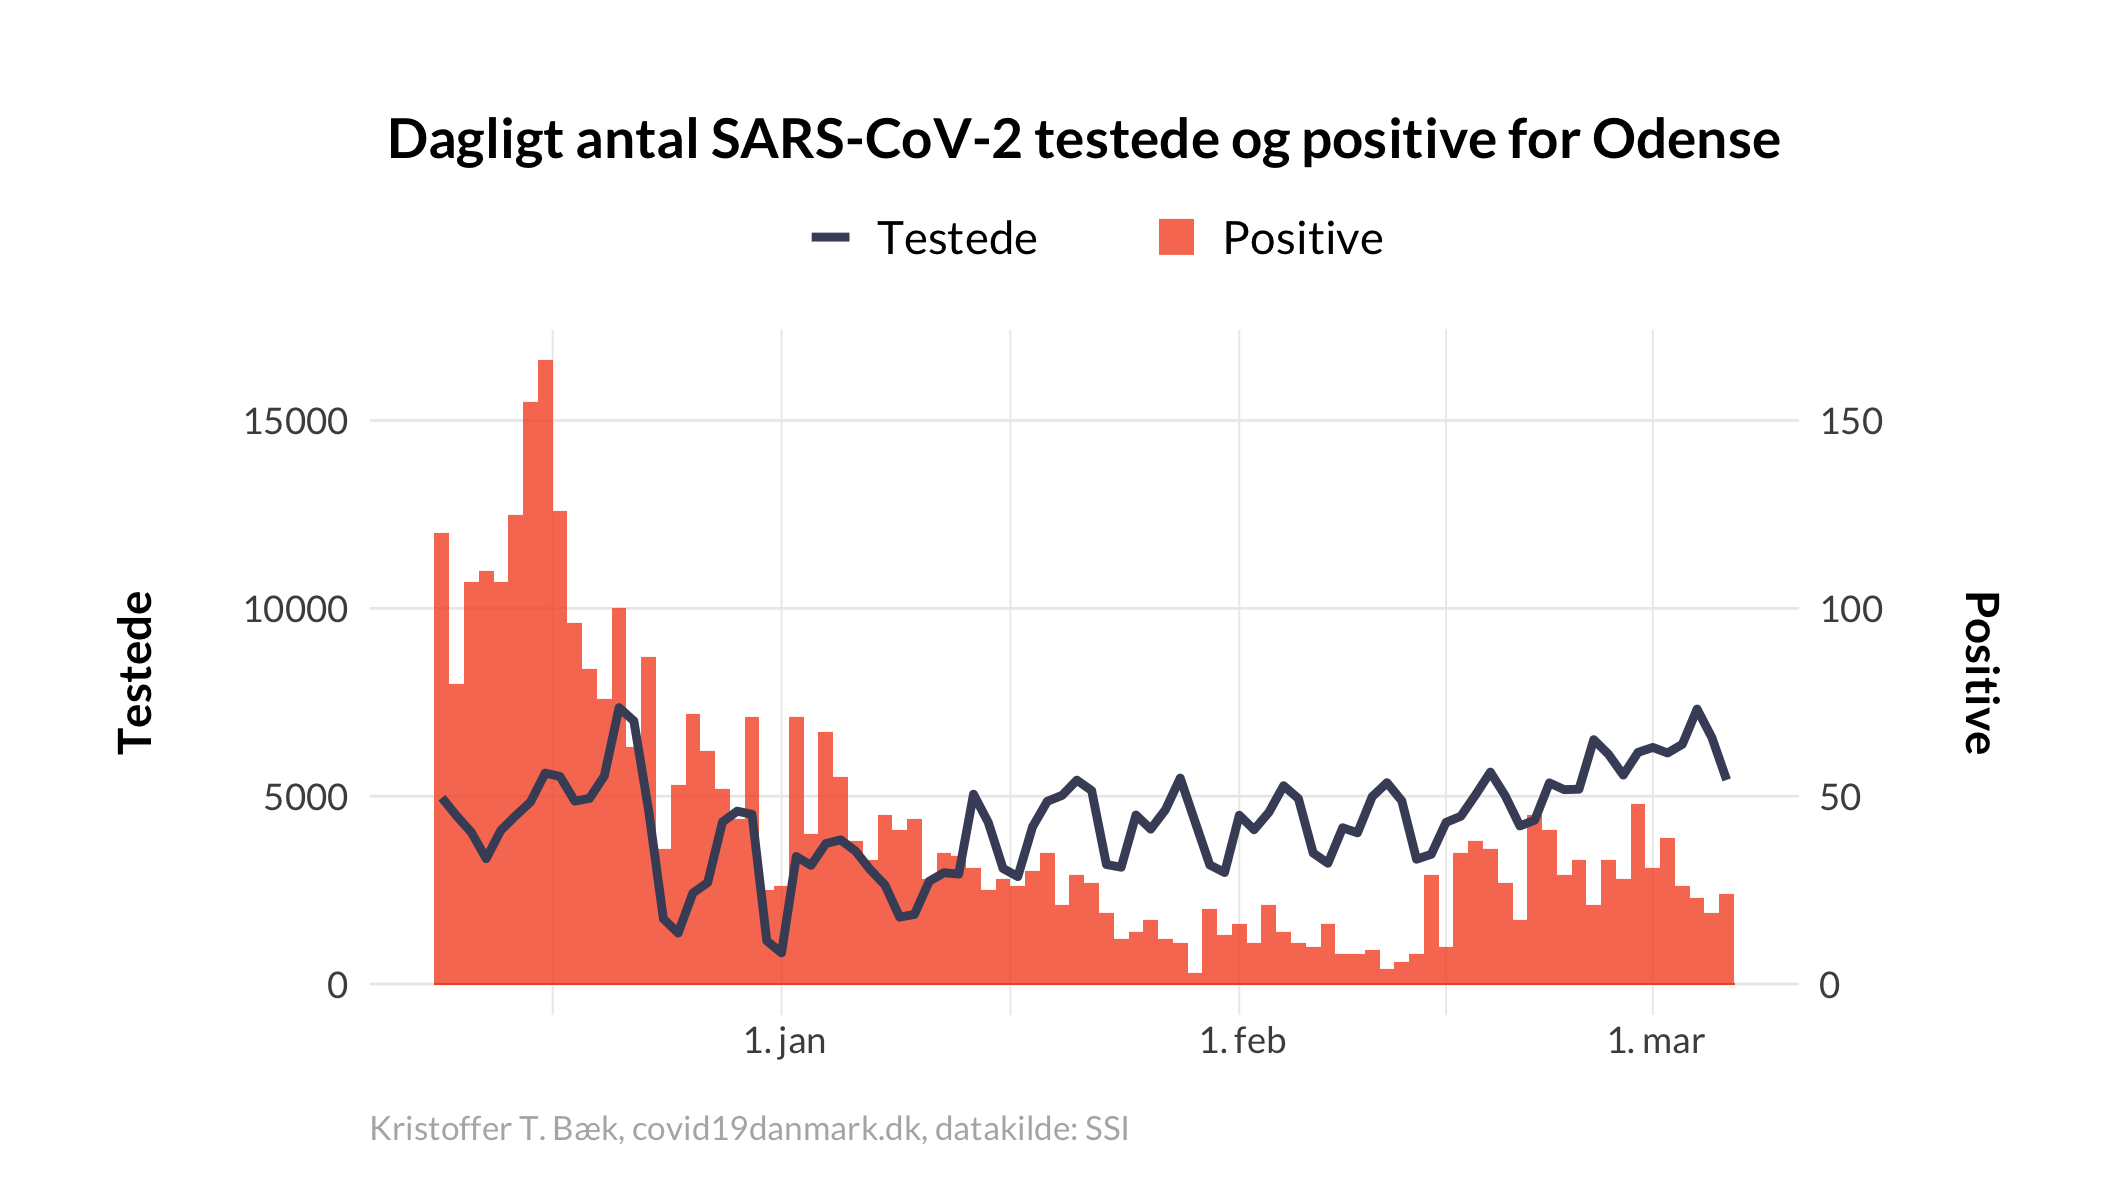 Dagligt antal SARS-CoV-2 testede og positive for Odense
Testede Positive
15000 150
10000 100
5000 50
0 0
Testede
Positive
1. jan 1. feb 1. mar
Kristoffer T. Bæk, covid19danmark.dk, datakilde: SSI